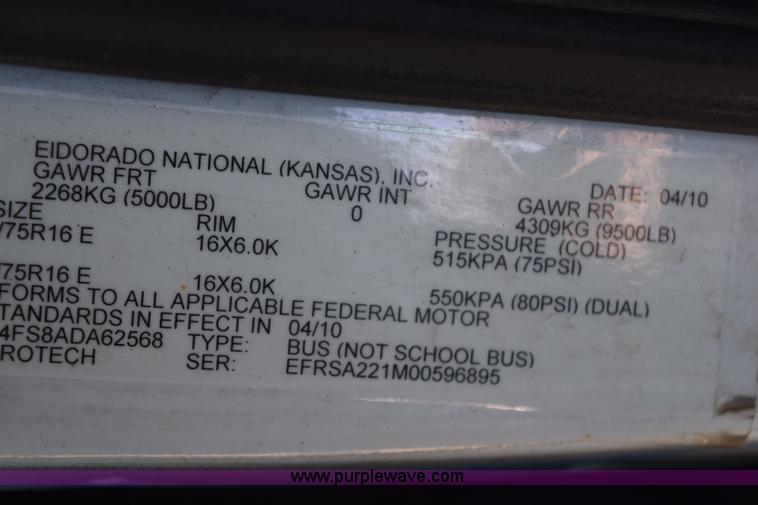 EIDORADO NATIONAL (KANSAS), INC. DATE: 04/10
GAWR FRT GAWR INT GAWR RR
2268KG (5000LB) 0 4309KG (9500LB)
SIZE RIM PRESSURE (COLD)
/75R16 E 16X6.0K 515KPA (75PSI)
75R16 E 16X6.0K 550KPA (80PSI) (DUAL)
FORMS TO ALL APPLICABLE FEDERAL MOTOR
TANDARDS IN EFFECT IN 04/10
4FS8ADA62568 TYPE: BUS (NOT SCHOOL BUS)
ROTECH SER: EFRSA221M00596895
www.purplewave.com